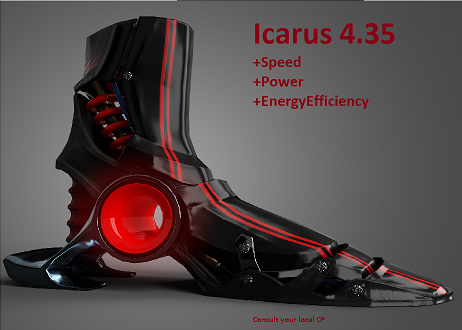 Icarus 4.35
+Speed
+Power
+EnergyEfficiency
Consult your local CP